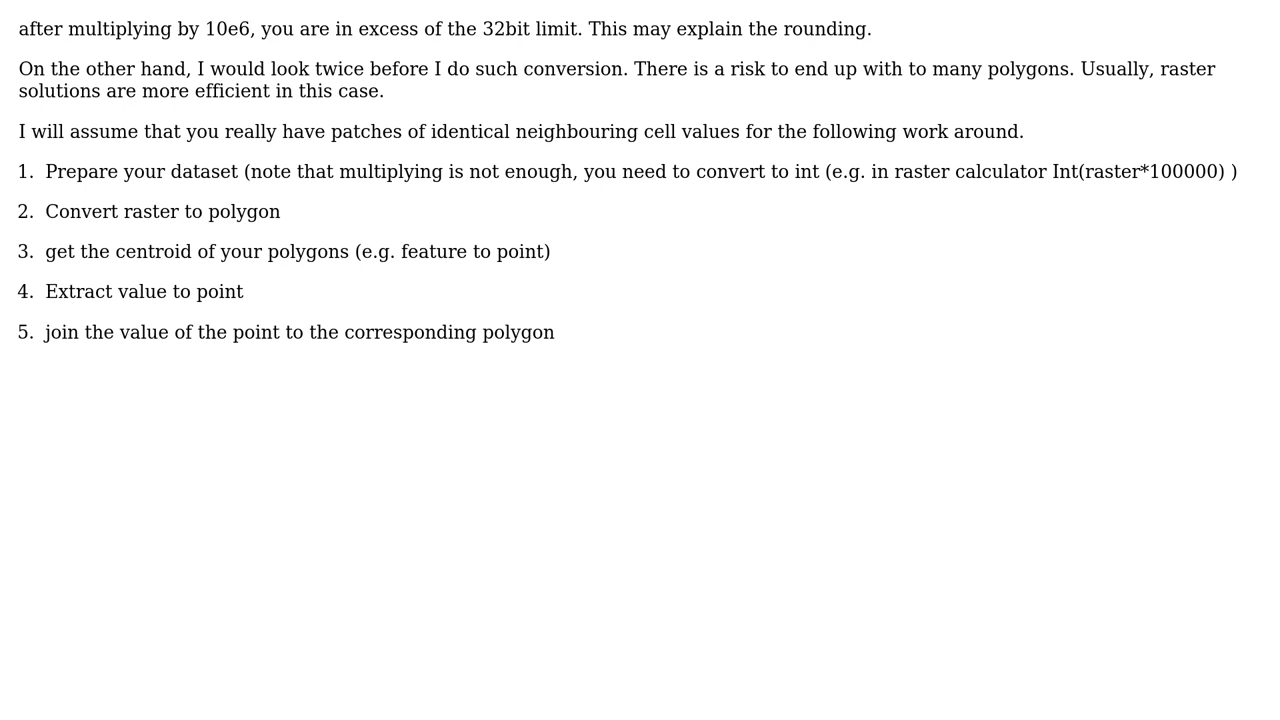 after multiplying by 10e6, you are in excess of the 32bit limit. This may explain the rounding.
On the other hand, I would look twice before I do such conversion. There is a risk to end up with to many polygons. Usually, raster
solutions are more efficient in this case.
I will assume that you really have patches of identical neighbouring cell values for the following work around.
1. Prepare your dataset (note that multiplying is not enough, you need to convert to int (e.g. in raster calculator Int(raster*100000) )
2. Convert raster to polygon
3. get the centroid of your polygons (e.g. feature to point)
4. Extract value to point
5. join the value of the point to the corresponding polygon